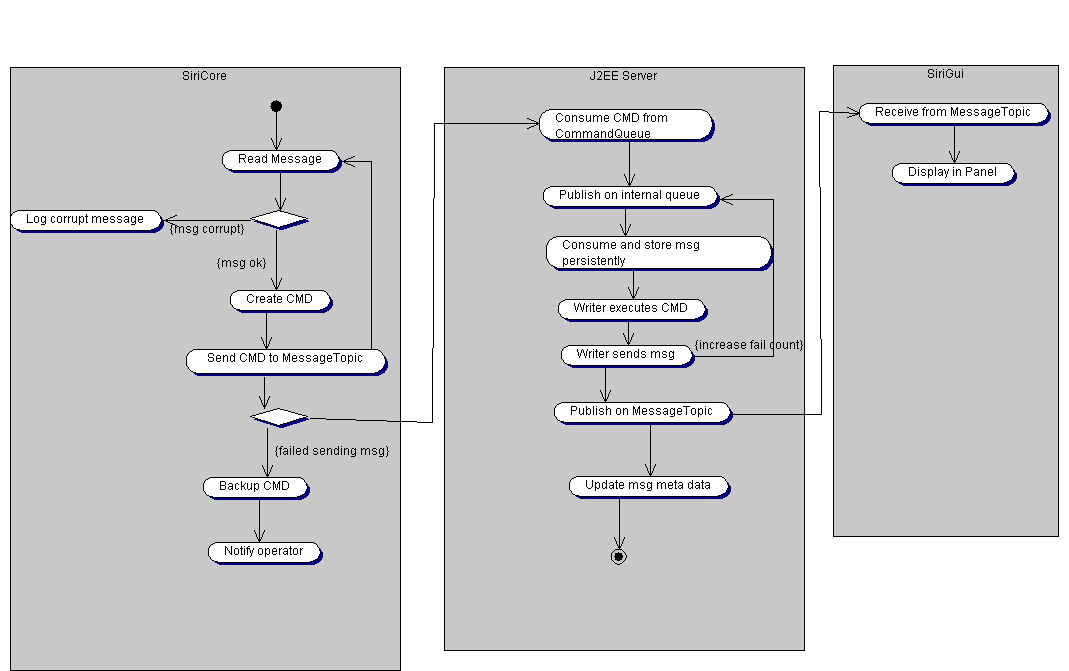 SiriCore
Read Message
Log corrupt message
{msg corrupt}
{msg ok}
Create CMD
Send CMD to MessageTopic
{failed sending msg}
Backup CMD
Notify operator
J2EE Server
Consume CMD from
CommandQueue
Publish on internal queue
Consume and store msg
persistently
Writer executes CMD
Writer sends msg
{increase fail count}
Publish on MessageTopic
Update msg meta data
SiriGui
Receive from MessageTopic
Display in Panel